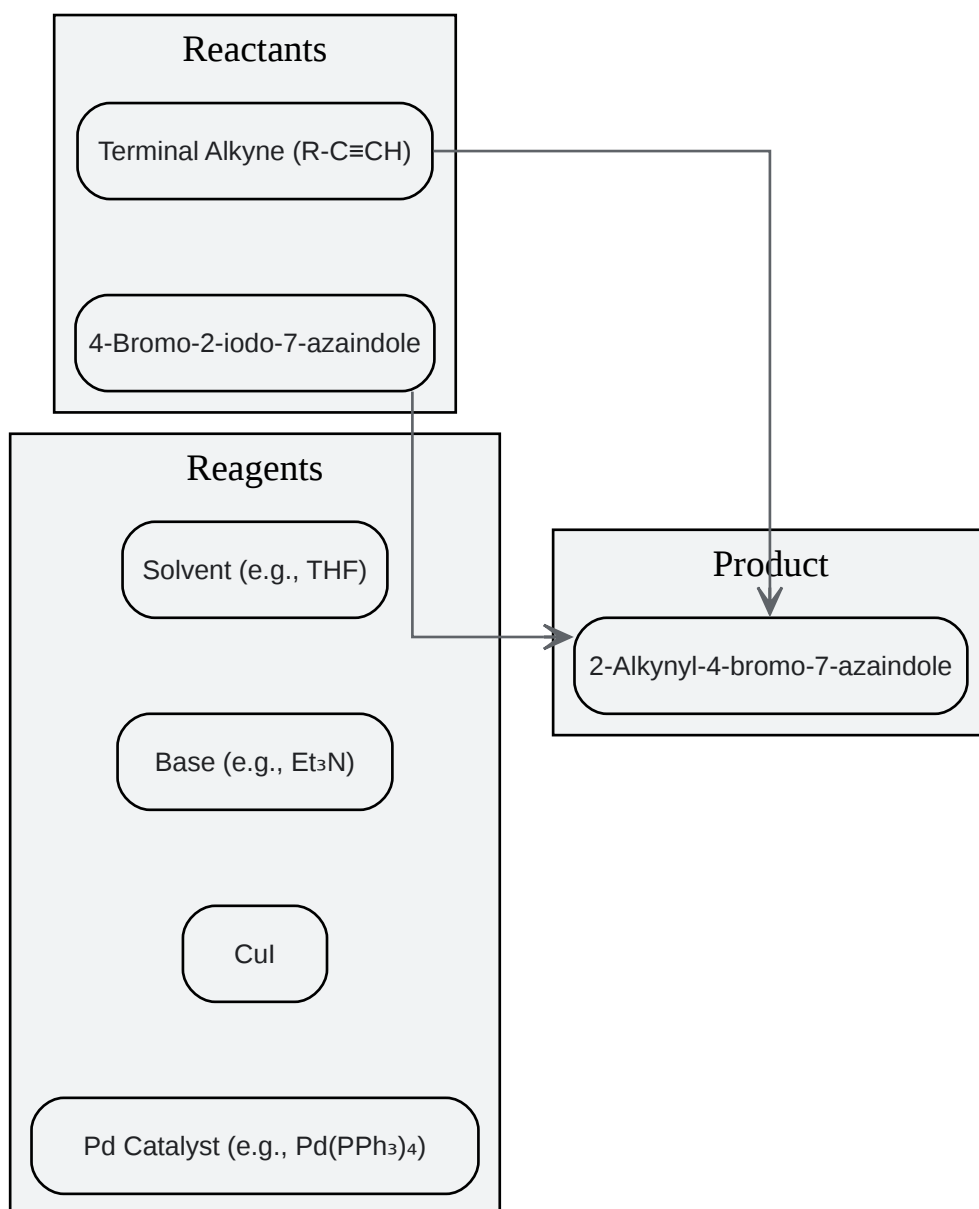 Reactants
Terminal Alkyne (R-C≡CH)
4-Bromo-2-iodo-7-azaindole
Reagents
Solvent (e.g., THF)
Base (e.g., Et₃N)
CuI
Pd Catalyst (e.g., Pd(PPh₃)₄)
Product
2-Alkynyl-4-bromo-7-azaindole